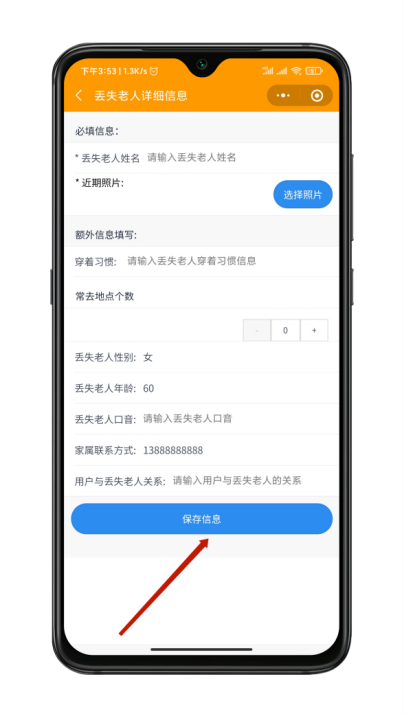 下午3:53 | 1.3K/s
丢失老人详细信息
必填信息：
* 丢失老人姓名 请输入丢失老人姓名
* 近期照片:
选择照片
额外信息填写:
穿着习惯: 请输入丢失老人穿着习惯信息
常去地点个数
- 0 +
丢失老人性别: 女
丢失老人年龄: 60
丢失老人口音: 请输入丢失老人口音
家属联系方式: 13888888888
用户与丢失老人关系: 请输入用户与丢失老人的关系
保存信息